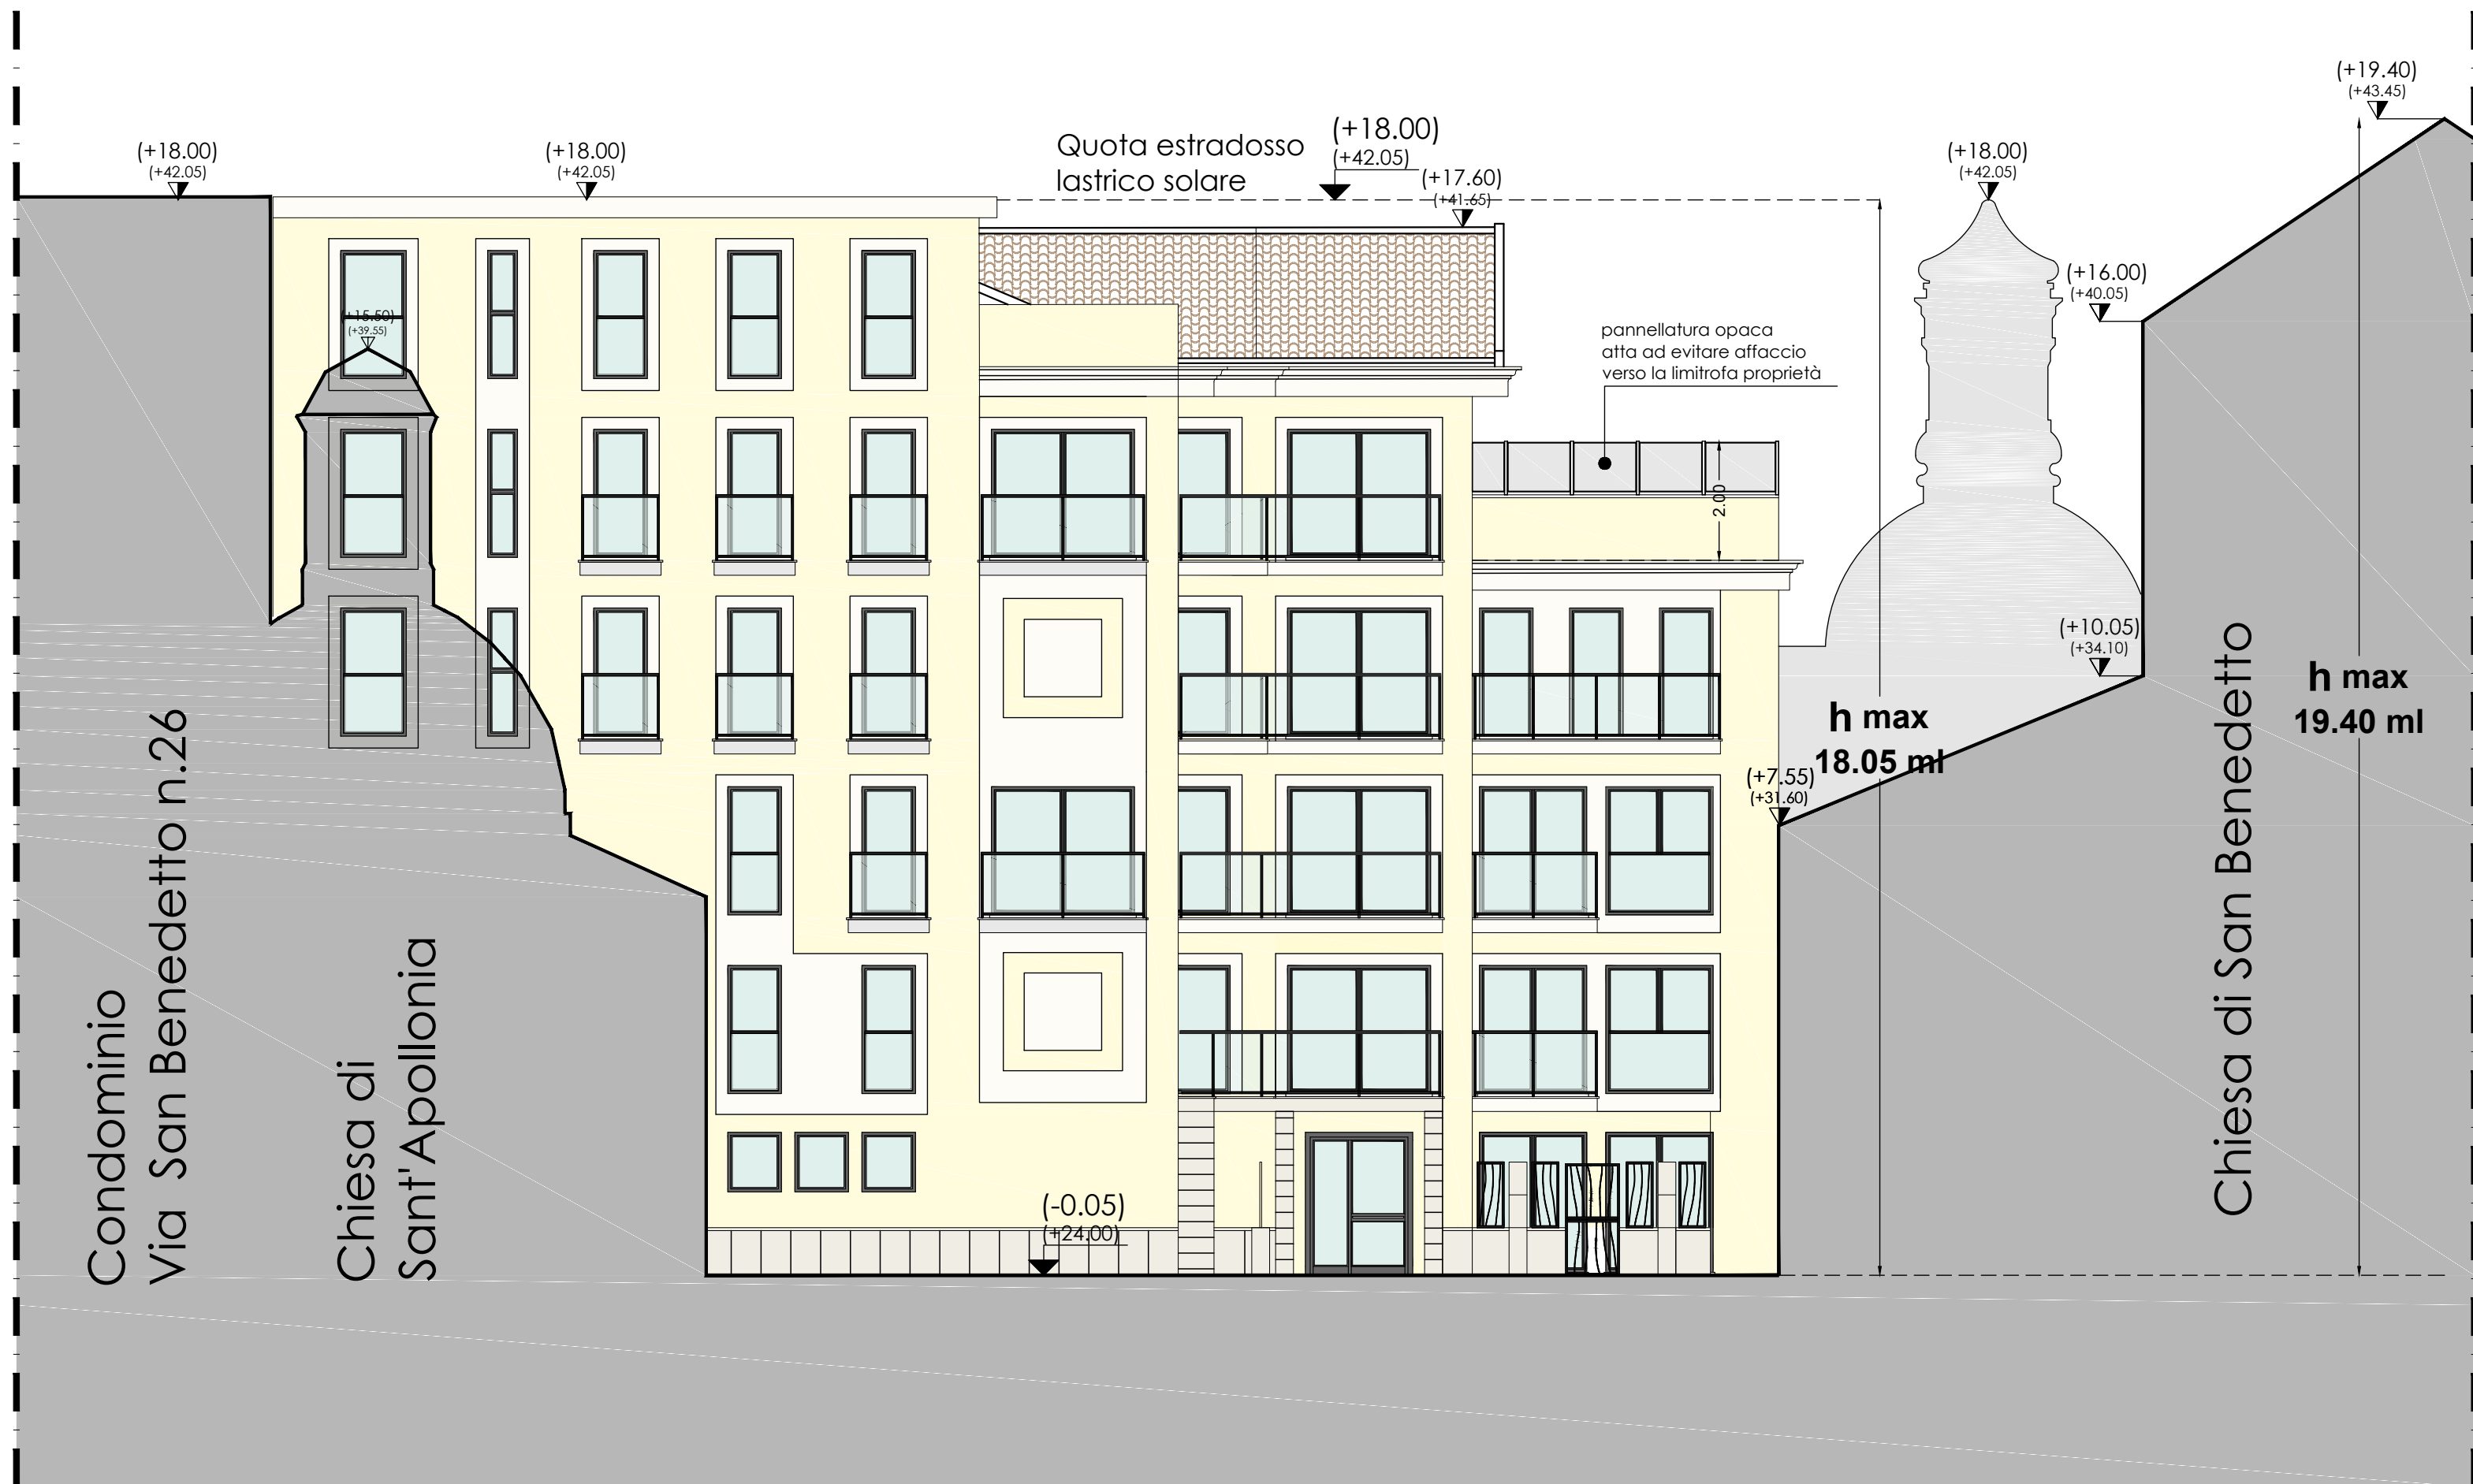 (+19.40)
(+43.45)
(+18.00)
(+42.05)
(+18.00)
(+42.05)
Quota estradosso
lastrico solare
(+18.00)
(+42.05)
(+17.60)
(+41.65)
(+18.00)
(+42.05)
(+16.00)
(+40.05)
(+15.50)
(+39.55)
pannellatura opaca
atta ad evitare affaccio
verso la limitrofa proprietà
2.00
(+10.05)
(+34.10)
h max
18.05 ml
h max
19.40 ml
(+7.55)
(+31.60)
Condominio
Via San Benedetto n.26
Chiesa di
Sant'Apollonia
Chiesa di San Benedetto
(-0.05)
(+24.00)